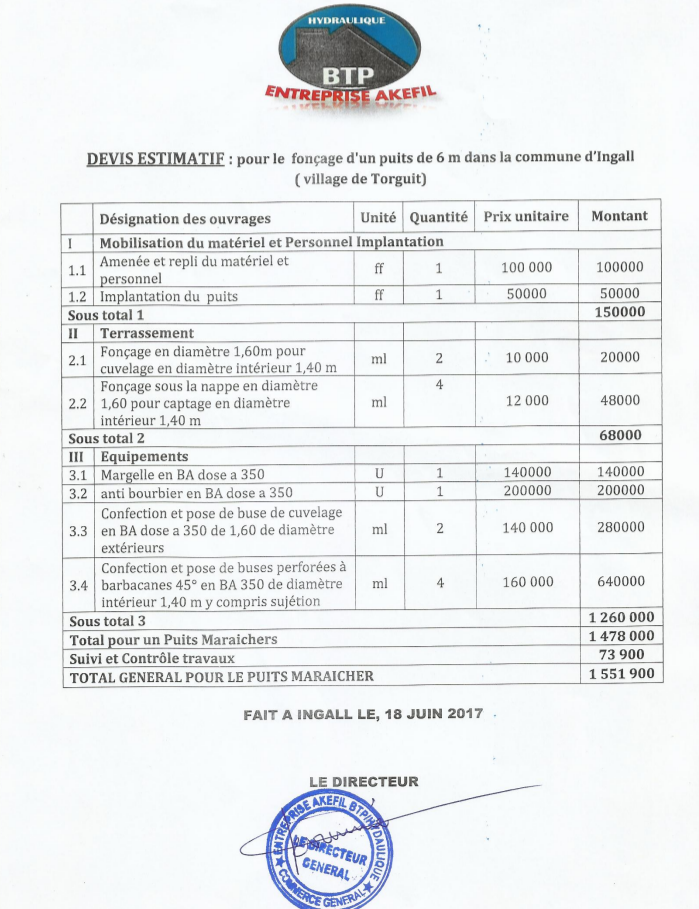 HYDRAULIQUE
BTP
ENTREPRISE AKEFIL
DEVIS ESTIMATIF : pour le fonçage d'un puits de 6 m dans la commune d'Ingall
( village de Torguit)
Désignation des ouvrages Unité Quantité Prix unitaire Montant
I Mobilisation du matériel et Personnel Implantation
1.1 Amenée et repli du matériel et
personnel ff 1 100 000 100000
1.2 Implantation du puits ff 1 50000 50000
Sous total 1 150000
II Terrassement
2.1 Fonçage en diamètre 1,60m pour
cuvelage en diamètre intérieur 1,40 m ml 2 10 000 20000
2.2 Fonçage sous la nappe en diamètre
1,60 pour captage en diamètre
intérieur 1,40 m ml 4 12 000 48000
Sous total 2 68000
III Equipements
3.1 Margelle en BA dose a 350 U 1 140000 140000
3.2 anti bourbier en BA dose a 350 U 1 200000 200000
3.3 Confection et pose de buse de cuvelage
en BA dose a 350 de 1,60 de diamètre
extérieurs ml 2 140 000 280000
3.4 Confection et pose de buses perforées à
barbacanes 45° en BA 350 de diamètre
intérieur 1,40 m y compris sujétion ml 4 160 000 640000
Sous total 3 1 260 000
Total pour un Puits Maraichers 1 478 000
Suivi et Contrôle travaux 73 900
TOTAL GENERAL POUR LE PUITS MARAICHER 1 551 900
FAIT A INGALL LE, 18 JUIN 2017
LE DIRECTEUR
ENTREPRISE AKEFIL BTP/HYDAULIQUE
LE DIRECTEUR
GENERAL
COMMERCE GENERAL